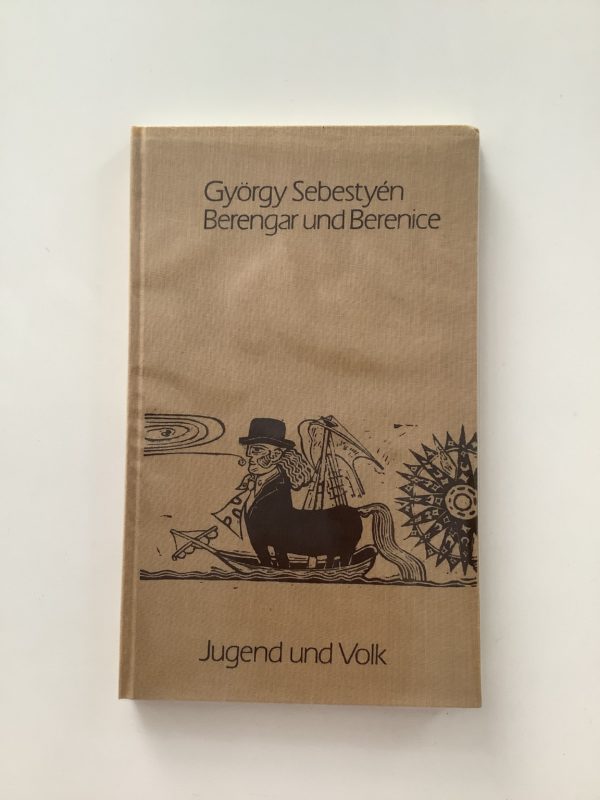 György Sebestyén
Berengar und Berenice
Jugend und Volk